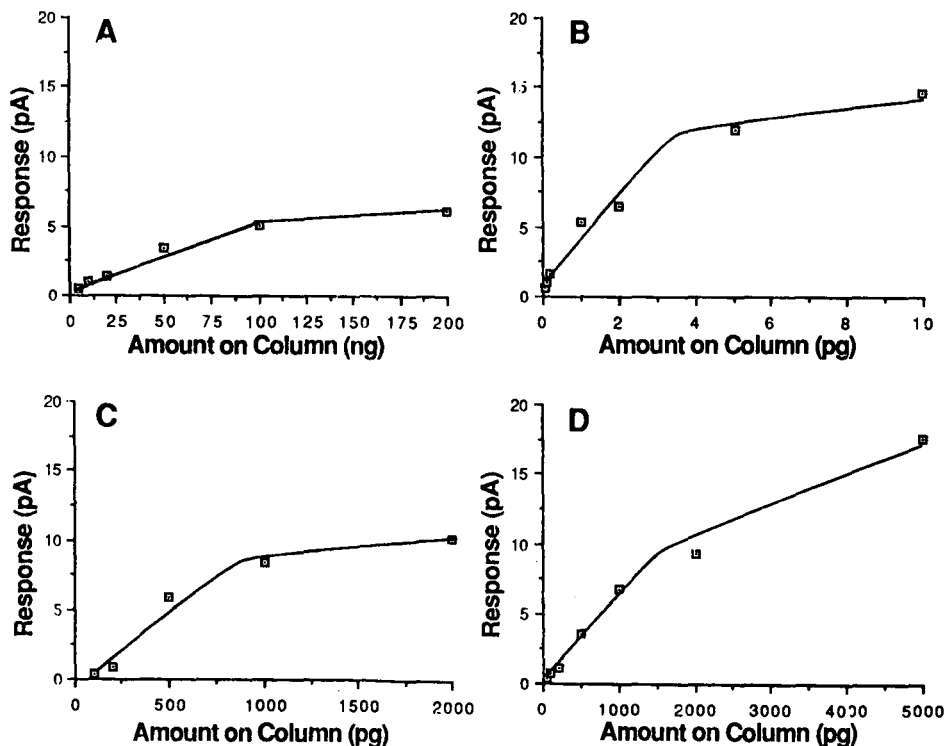 A
20
15
10
5
0
Response (pA)
0 25 50 75 100 125 150 175 200
Amount on Column (ng)
B
20
15
10
5
0
Response (pA)
0 2 4 6 8 10
Amount on Column (pg)
C
20
15
10
5
0
Response (pA)
0 500 1000 1500 2000
Amount on Column (pg)
D
20
15
10
5
0
Response (pA)
0 1000 2000 3000 4000 5000
Amount on Column (pg)